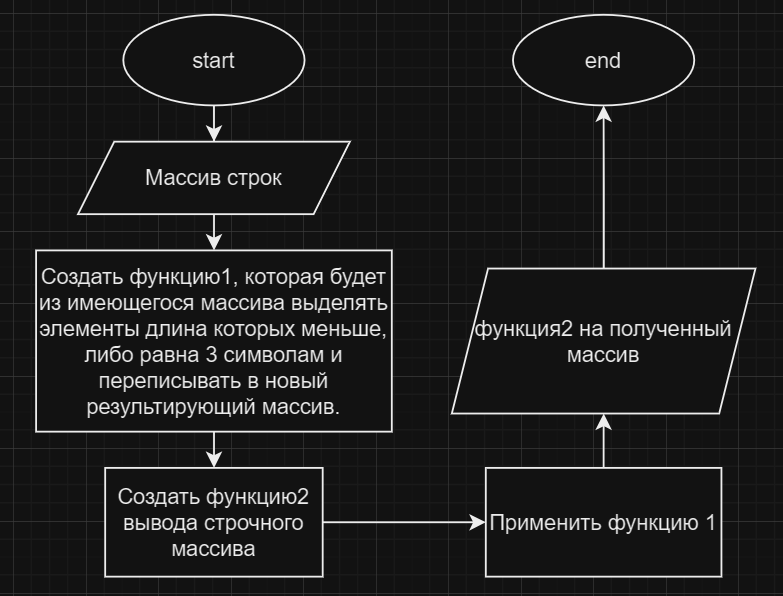 start
Массив строк
Создать функцию1, которая будет
из имеющегося массива выделять
элементы длина которых меньше,
либо равна 3 символам и
переписывать в новый
результирующий массив.
Создать функцию2
вывода строчного
массива
Применить функцию 1
функция2 на полученный
массив
end